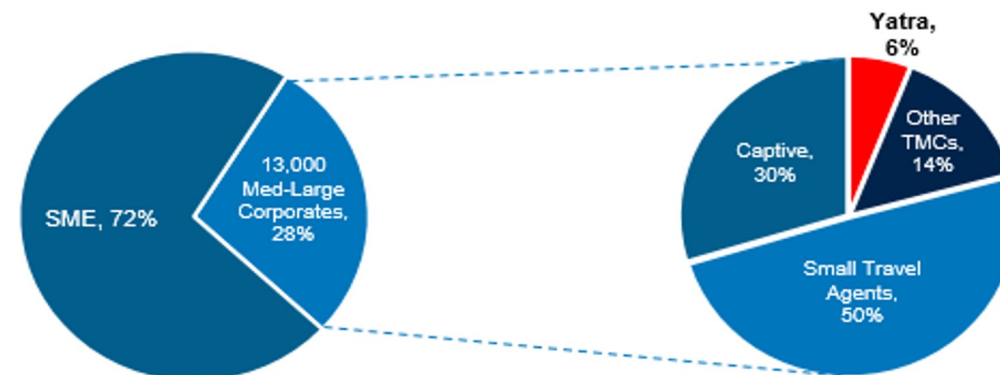 Yatra,
6%
Other
TMCs,
14%
Captive,
30%
13,000
Med-Large
Corporates,
28%
SME, 72%
Small Travel
Agents,
50%